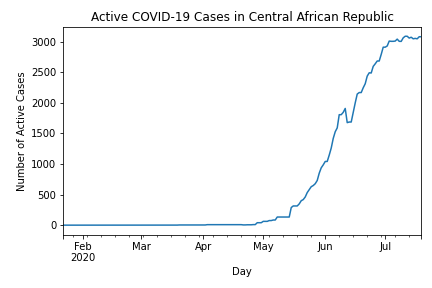 Active COVID-19 Cases in Central African Republic
Number of Active Cases
3000
2500
2000
1500
1000
500
0
Feb
2020
Mar
Apr
May
Jun
Jul
Day